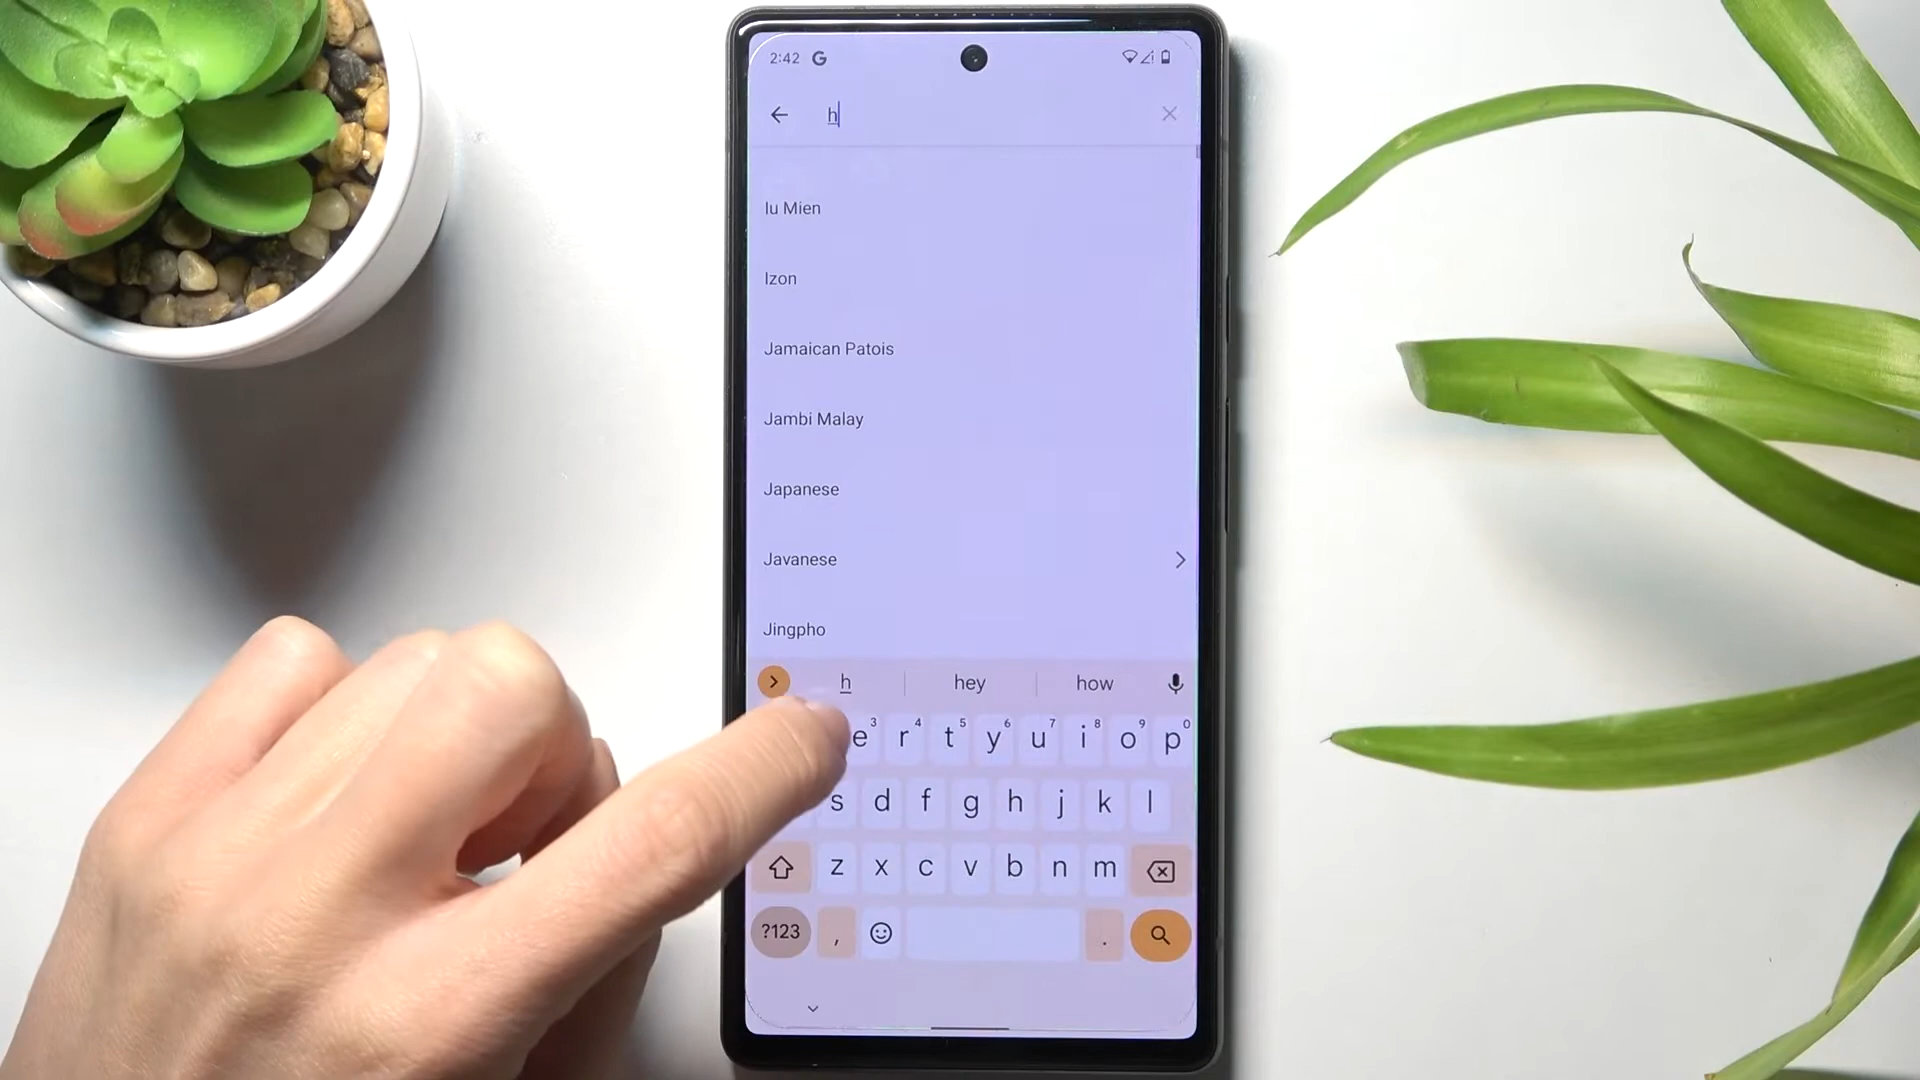 2:42 G
h
Iu Mien
Izon
Jamaican Patois
Jambi Malay
Japanese
Javanese
Jingpho
h hey how
e 3 r 4 t 5 y 6 u 7 i 8 o 9 p 0
s d f g h j k l
z x c v b n m
?123 , .